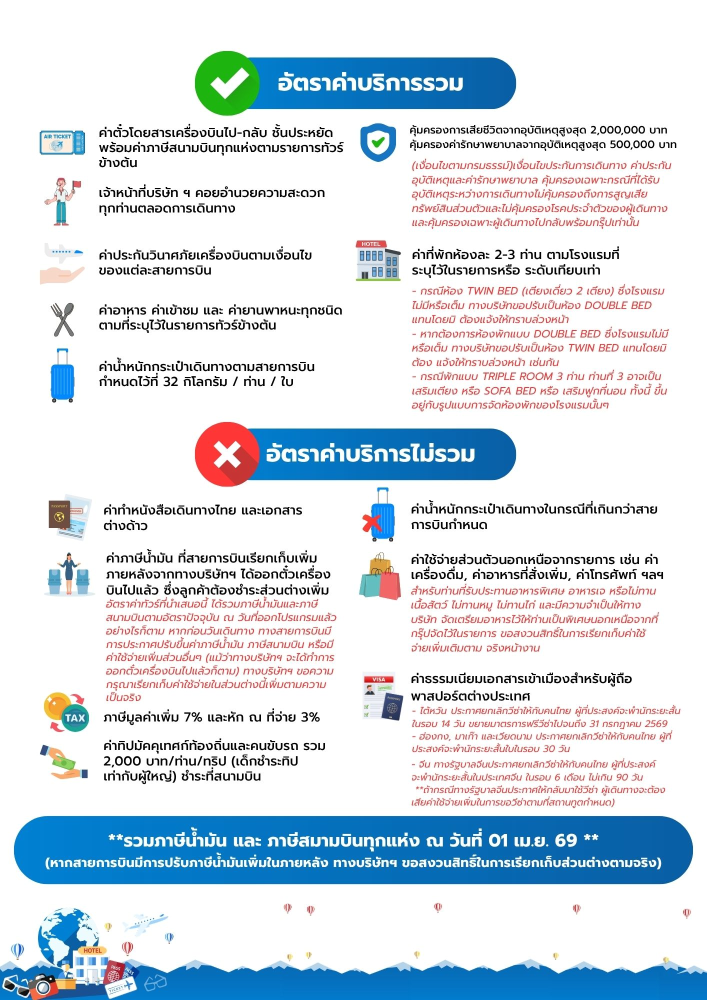 อัตราค่าบริการรวม
AIR TICKET
ค่าตั๋วโดยสารเครื่องบินไป-กลับ ชั้นประหยัด
พร้อมค่าภาษีสนามบินทุกแห่งตามรายการทัวร์
ข้างต้น
เจ้าหน้าที่บริษัท ฯ คอยอำนวยความสะดวก
ทุกท่านตลอดการเดินทาง
ค่าประกันวินาศภัยเครื่องบินตามเงื่อนไข
ของแต่ละสายการบิน
ค่าอาหาร ค่าเข้าชม และ ค่ายานพาหนะทุกชนิด
ตามที่ระบุไว้ในรายการทัวร์ข้างต้น
ค่าน้ำหนักกระเป๋าเดินทางตามสายการบิน
กำหนดไว้ที่ 32 กิโลกรัม / ท่าน / ใบ
คุ้มครองการเสียชีวิตจากอุบัติเหตุสูงสุด 2,000,000 บาท
คุ้มครองค่ารักษาพยาบาลจากอุบัติเหตุสูงสุด 500,000 บาท
(เงื่อนไขตามกรมธรรม์)เงื่อนไขประกันการเดินทาง ค่าประกัน
อุบัติเหตุและค่ารักษาพยาบาล คุ้มครองเฉพาะกรณีที่ได้รับ
อุบัติเหตุระหว่างการเดินทางไม่คุ้มครองถึงการสูญเสีย
ทรัพย์สินส่วนตัวและไม่คุ้มครองโรคประจำตัวของผู้เดินทาง
และคุ้มครองเฉพาะผู้เดินทางไปกลับพร้อมกรุ๊ปเท่านั้น
HOTEL
ค่าที่พักห้องละ 2-3 ท่าน ตามโรงแรมที่
ระบุไว้ในรายการหรือ ระดับเทียบเท่า
- กรณีห้อง TWIN BED (เตียงเดี่ยว 2 เตียง) ซึ่งโรงแรม
ไม่มีหรือเต็ม ทางบริษัทขอปรับเป็นห้อง DOUBLE BED
แทนโดยมิ ต้องแจ้งให้ทราบล่วงหน้า
- หากต้องการห้องพักแบบ DOUBLE BED ซึ่งโรงแรมไม่มี
หรือเต็ม ทางบริษัทขอปรับเป็นห้อง TWIN BED แทนโดยมิ
ต้อง แจ้งให้ทราบล่วงหน้า เช่นกัน
- กรณีพักแบบ TRIPLE ROOM 3 ท่าน ท่านที่ 3 อาจเป็น
เสริมเตียง หรือ SOFA BED หรือ เสริมฟูกที่นอน ทั้งนี้ ขึ้น
อยู่กับรูปแบบการจัดห้องพักของโรงแรมนั้นๆ
อัตราค่าบริการไม่รวม
PASSPORT
ค่าทำหนังสือเดินทางไทย และเอกสาร
ต่างด้าว
ค่าภาษีน้ำมัน ที่สายการบินเรียกเก็บเพิ่ม
ภายหลังจากทางบริษัทฯ ได้ออกตั๋วเครื่อง
บินไปแล้ว ซึ่งลูกค้าต้องชำระส่วนต่างเพิ่ม
อัตราค่าทัวร์ที่นำเสนอนี้ ได้รวมภาษีน้ำมันและภาษี
สนามบินตามอัตราปัจจุบัน ณ วันที่ออกโปรแกรมแล้ว
อย่างไรก็ตาม หากก่อนวันเดินทาง ทางสายการบินมี
การประกาศปรับขึ้นค่าภาษีน้ำมัน ภาษีสนามบิน หรือมี
ค่าใช้จ่ายเพิ่มส่วนอื่นๆ (แม้ว่าทางบริษัทฯ จะได้ทำการ
ออกตั๋วเครื่องบินไปแล้วก็ตาม) ทางบริษัทฯ ขอความ
กรุณาเรียกเก็บค่าใช้จ่ายในส่วนต่างนี้เพิ่มตามความ
เป็นจริง
TAX
ภาษีมูลค่าเพิ่ม 7% และหัก ณ ที่จ่าย 3%
ค่าทิปมัคคุเทศก์ท้องถิ่นและคนขับรถ รวม
2,000 บาท/ท่าน/ทริป (เด็กชำระทิป
เท่ากับผู้ใหญ่) ชำระที่สนามบิน
ค่าน้ำหนักกระเป๋าเดินทางในกรณีที่เกินกว่าสาย
การบินกำหนด
ค่าใช้จ่ายส่วนตัวนอกเหนือจากรายการ เช่น ค่า
เครื่องดื่ม, ค่าอาหารที่สั่งเพิ่ม, ค่าโทรศัพท์ ฯลฯ
สำหรับท่านที่รับประทานอาหารพิเศษ อาหารเจ หรือไม่ทาน
เนื้อสัตว์ ไม่ทานหมู ไม่ทานไก่ และมีความจำเป็นให้ทาง
บริษัท จัดเตรียมอาหารไว้ให้ท่านเป็นพิเศษนอกเหนือจากที่
กรุ๊ปจัดไว้ในรายการ ขอสงวนสิทธิ์ในการเรียกเก็บค่าใช้
จ่ายเพิ่มเติมตาม จริงหน้างาน
VISA
APPROVED
PASSPORT
ค่าธรรมเนียมเอกสารเข้าเมืองสำหรับผู้ถือ
พาสปอร์ตต่างประเทศ
- ไต้หวัน ประกาศยกเลิกวีซ่าให้กับคนไทย ผู้ที่ประสงค์จะพำนักระยะสั้น
ในรอบ 14 วัน ขยายมาตรการฟรีวีซ่าไปจนถึง 31 กรกฎาคม 2569
- ฮ่องกง, มาเก๊า และเวียดนาม ประกาศยกเลิกวีซ่าให้กับคนไทย ผู้ที่
ประสงค์จะพำนักระยะสั้นใบในรอบ 30 วัน
- จีน ทางรัฐบาลจีนประกาศยกเลิกวีซ่าให้กับคนไทย ผู้ที่ประสงค์
จะพำนักระยะสั้นในประเทศจีน ในรอบ 6 เดือน ไม่เกิน 90 วัน
**ถ้ากรณีทางรัฐบาลจีนประกาศให้กลับมาใช้วีซ่า ผู้เดินทางจะต้อง
เสียค่าใช้จ่ายเพิ่มในการขอวีซ่าตามที่สถานทูตกำหนด)
**รวมภาษีน้ำมัน และ ภาษีสมามบินทุกแห่ง ณ วันที่ 01 เม.ย. 69 **
(หากสายการบินมีการปรับภาษีน้ำมันเพิ่มในภายหลัง ทางบริษัทฯ ขอสงวนสิทธิ์ในการเรียกเก็บส่วนต่างตามจริง)
HOTEL
PASS
PASS
TICKET